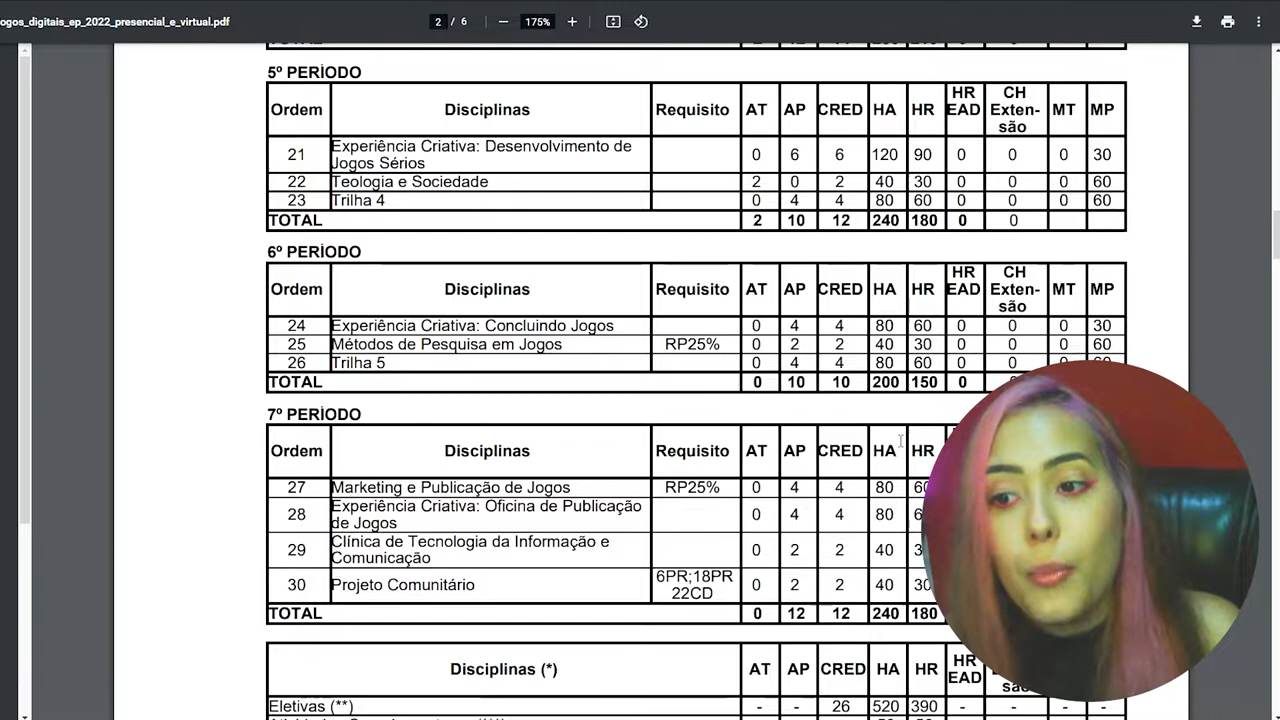 ogos_digitais_ep_2022_presencial_e_virtual.pdf 2 / 6 175%
TOTAL
5º PERÍODO
Ordem Disciplinas Requisito AT AP CRED HA HR HR EAD CH Exten-são MT MP
21 Experiência Criativa: Desenvolvimento de
Jogos Sérios 0 6 6 120 90 0 0 0 30
22 Teologia e Sociedade 2 0 2 40 30 0 0 0 60
23 Trilha 4 0 4 4 80 60 0 0 0 60
TOTAL 2 10 12 240 180 0 0
6º PERÍODO
Ordem Disciplinas Requisito AT AP CRED HA HR HR EAD CH Exten-são MT MP
24 Experiência Criativa: Concluindo Jogos 0 4 4 80 60 0 0 0 30
25 Métodos de Pesquisa em Jogos RP25% 0 2 2 40 30 0 0 0 60
26 Trilha 5 0 4 4 80 60 0 0 0
TOTAL 0 10 10 200 150 0
7º PERÍODO
Ordem Disciplinas Requisito AT AP CRED HA HR
27 Marketing e Publicação de Jogos RP25% 0 4 4 80
28 Experiência Criativa: Oficina de Publicação
de Jogos 0 4 4 80
29 Clínica de Tecnologia da Informação e
Comunicação 0 2 2 40
30 Projeto Comunitário 6PR;18PR 22CD 0 2 2 40 30
TOTAL 0 12 12 240 180
Disciplinas (*) AT AP CRED HA HR HR EAD
Eletivas (**) - - 26 520 390 - - - -